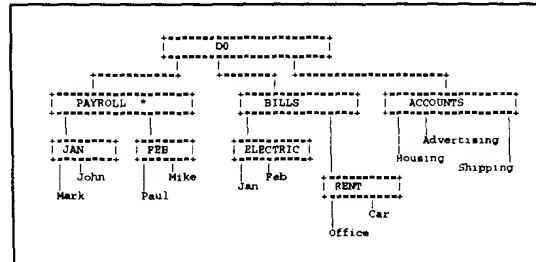 D0
PAYROLL * BILLS ACCOUNTS
JAN FEB ELECTRIC Advertising
John Mike Jan Feb Housing Shipping
Mark Paul RENT
Car
Office